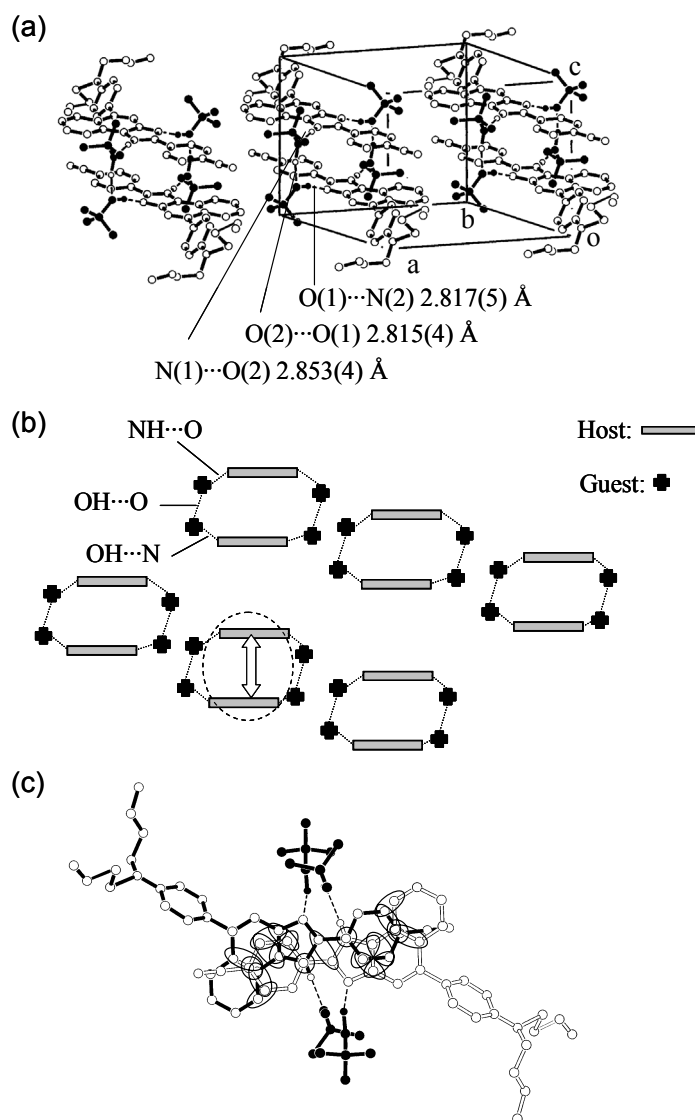 (a)
c
b
o
a
O(1)···N(2) 2.817(5) Å
O(2)···O(1) 2.815(4) Å
N(1)···O(2) 2.853(4) Å
(b)
NH···O
Host:
OH···O
Guest:
OH···N
(c)